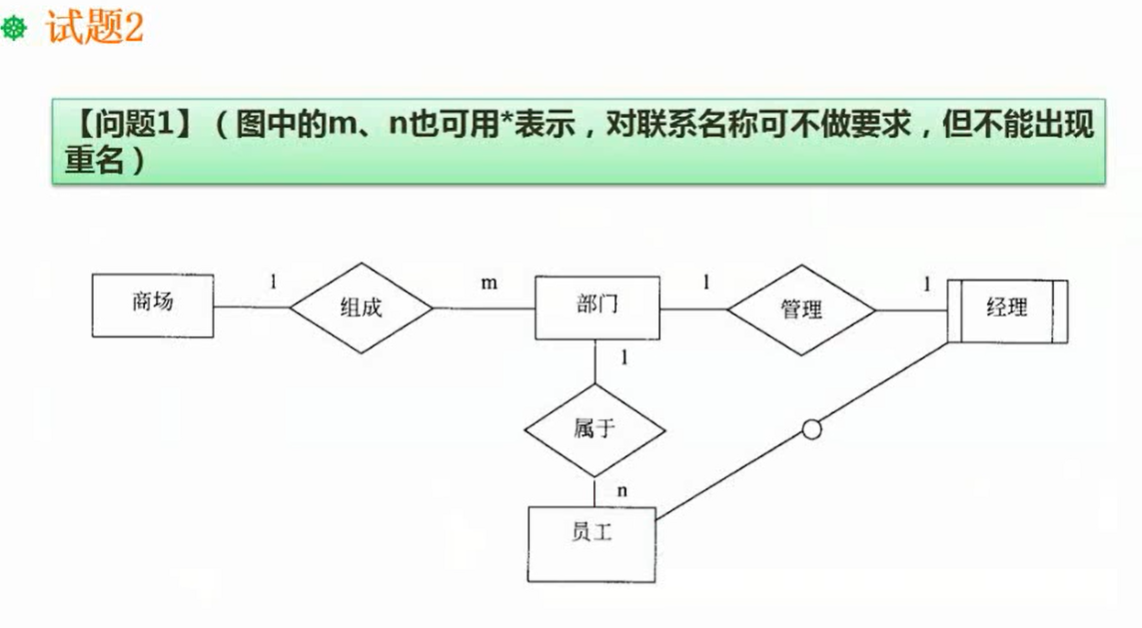 试题2
【问题1】（图中的m、n也可用*表示，对联系名称可不做要求，但不能出现
重名）
商场
1
组成
m
部门
1
管理
1
经理
1
属于
n
员工